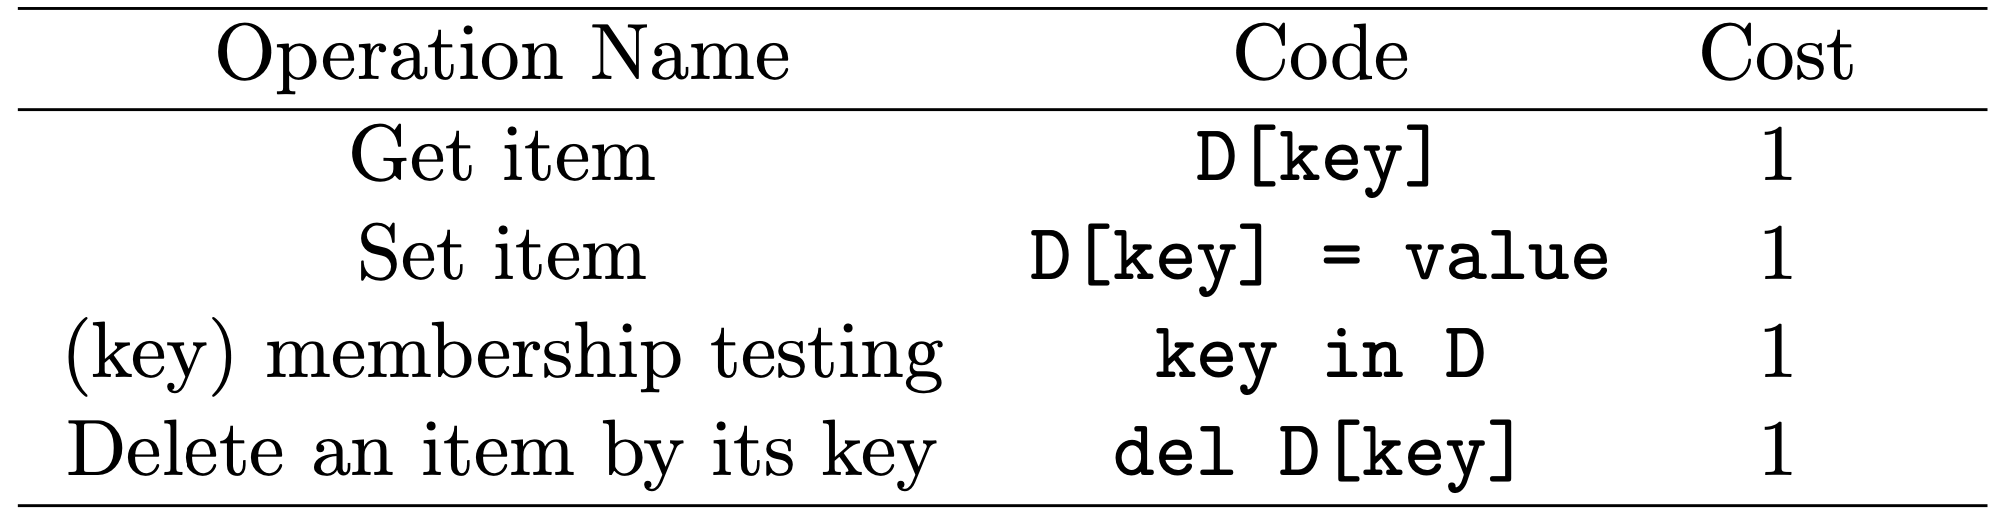 Operation Name Code Cost
Get item D[key] 1
Set item D[key] = value 1
(key) membership testing key in D 1
Delete an item by its key del D[key] 1